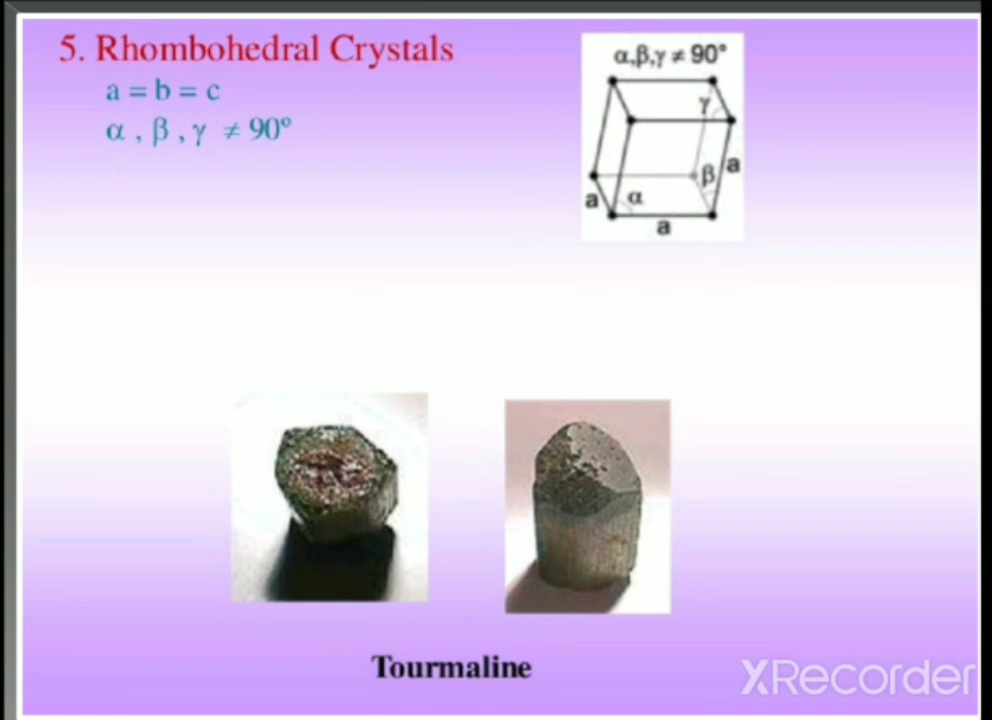 5. Rhombohedral Crystals
a = b = c
α , β , γ ≠ 90°
α,β,γ ≠ 90°
γ
β
a
a
α
a
Tourmaline
XRecorder